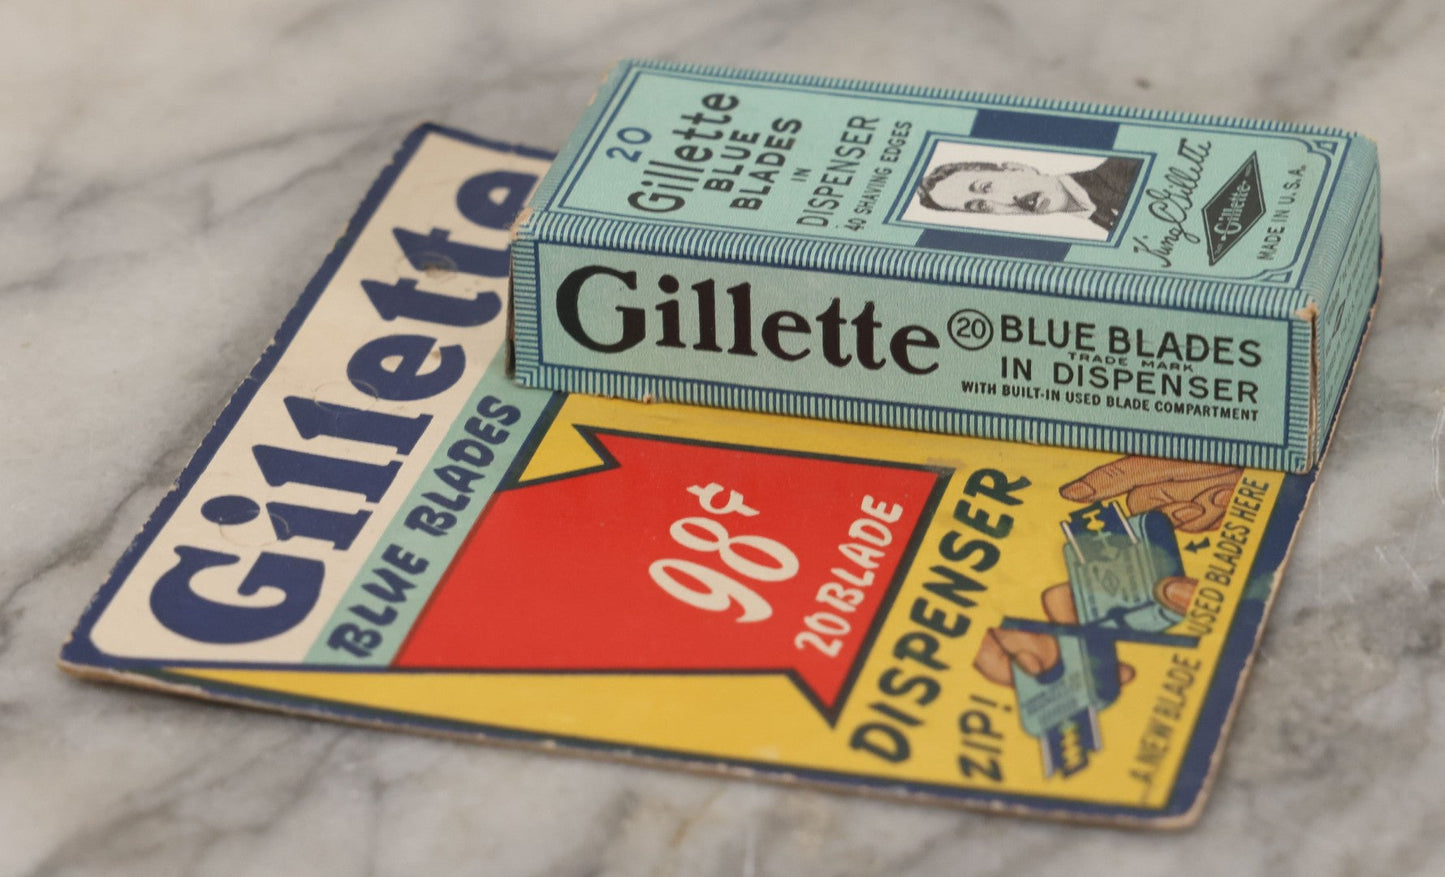 20
Gillette
BLUE
BLADES
IN
DISPENSER
40 SHAVING EDGES
King C Gillette
Gillette
MADE IN U.S.A.
Gillette
20 BLUE BLADES
TRADE MARK
IN DISPENSER
WITH BUILT-IN USED BLADE COMPARTMENT
Gillette
BLUE BLADES
98¢
20 BLADE
DISPENSER
ZIP!
...A NEW BLADE
USED BLADES HERE